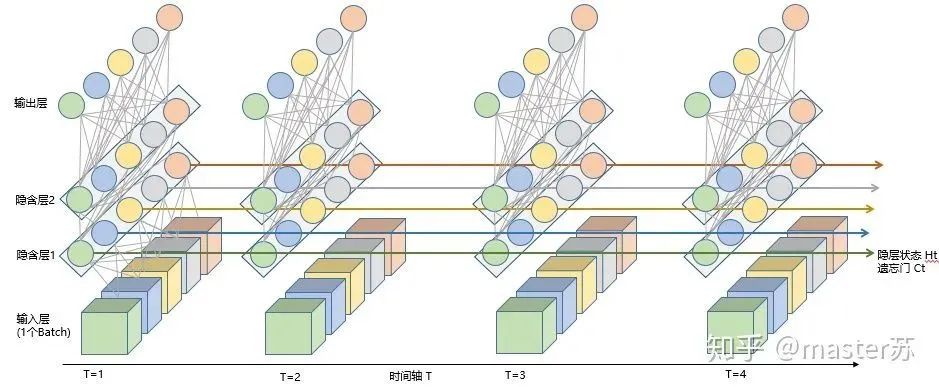 输出层
隐含层2
隐含层1
隐层状态 Ht
遗忘门 Ct
输入层
(1个Batch)
T=1
T=2
时间轴 T
T=3
T=4
知乎 @master苏